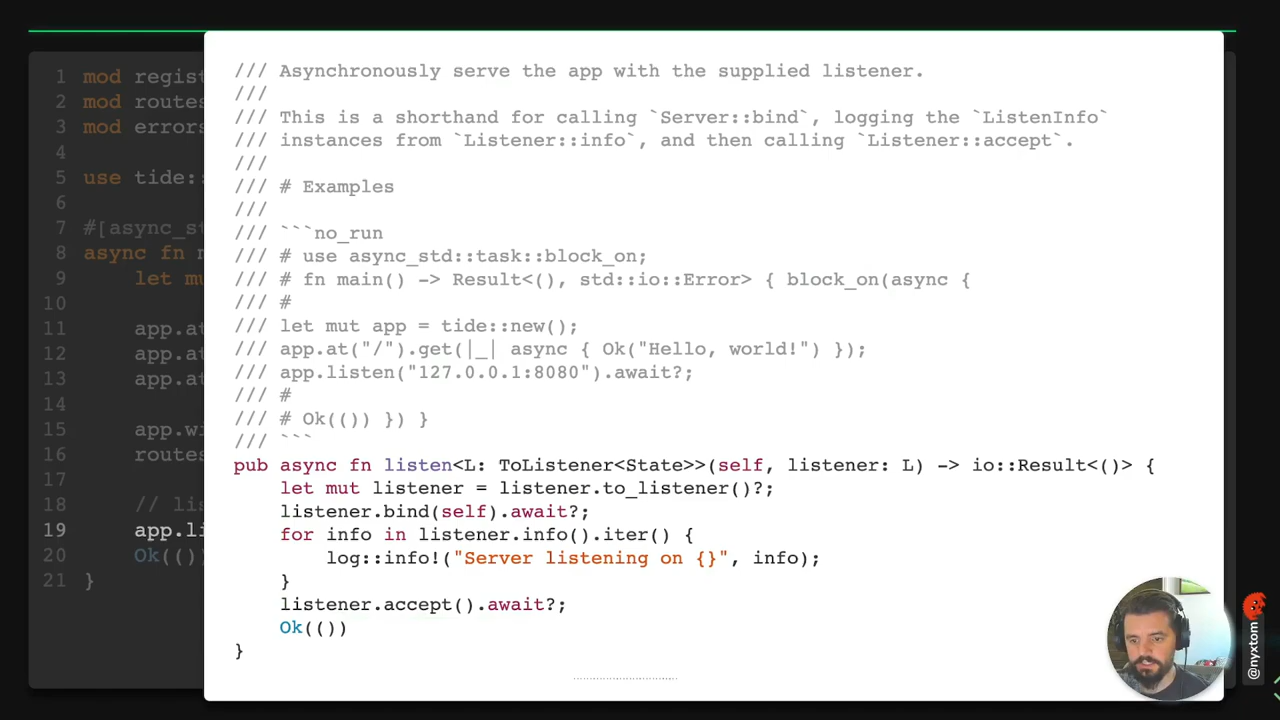 1 mod regist
2 mod routes
3 mod errors
4
5 use tide::
6
7 #[async_st
8 async fn m
9 let mu
10
11 app.at
12 app.at
13 app.at
14
15 app.wi
16 routes
17
18 // lis
19 app.li
20 Ok(())
21 }
/// Asynchronously serve the app with the supplied listener.
///
/// This is a shorthand for calling `Server::bind`, logging the `ListenInfo`
/// instances from `Listener::info`, and then calling `Listener::accept`.
///
/// # Examples
///
/// ```no_run
/// # use async_std::task::block_on;
/// # fn main() -> Result<(), std::io::Error> { block_on(async {
/// #
/// let mut app = tide::new();
/// app.at("/").get(|_| async { Ok("Hello, world!") });
/// app.listen("127.0.0.1:8080").await?;
/// #
/// # Ok(()) }) }
/// ```
pub async fn listen<L: ToListener<State>>(self, listener: L) -> io::Result<()> {
let mut listener = listener.to_listener()?;
listener.bind(self).await?;
for info in listener.info().iter() {
log::info!("Server listening on {}", info);
}
listener.accept().await?;
Ok(())
}
@nyxtom